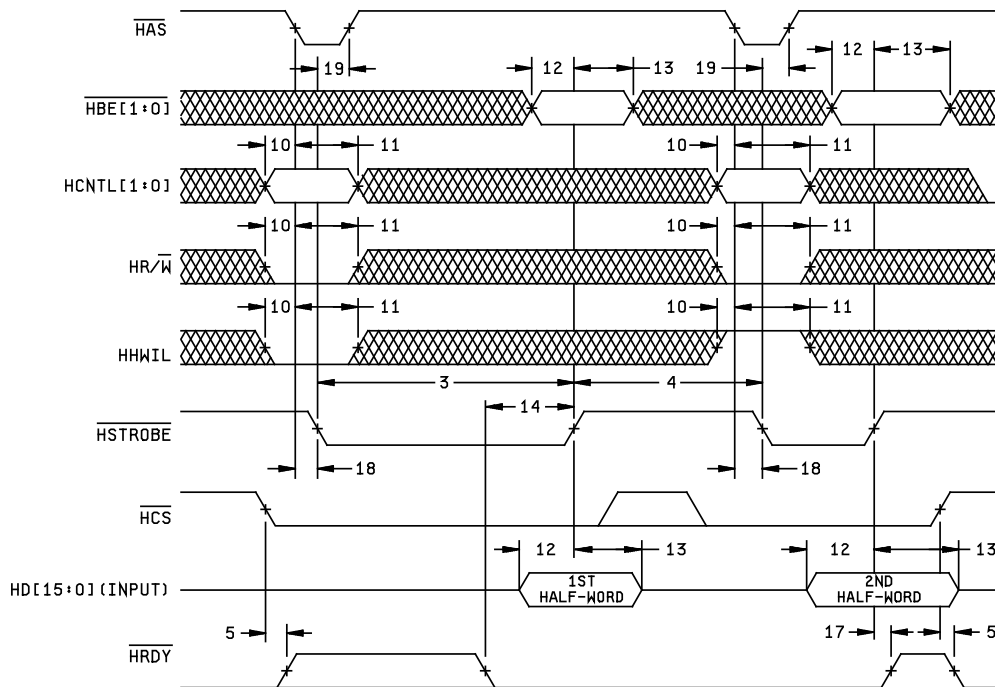 HAS
19
12
13
19
12
13
HBE[1:0]
10
11
10
11
HCNTL[1:0]
10
11
10
11
HR/W
10
11
10
11
HHWIL
3
4
14
HSTROBE
18
18
HCS
12
13
12
13
HD[15:0](INPUT)
1ST
HALF-WORD
2ND
HALF-WORD
5
17
5
HRDY